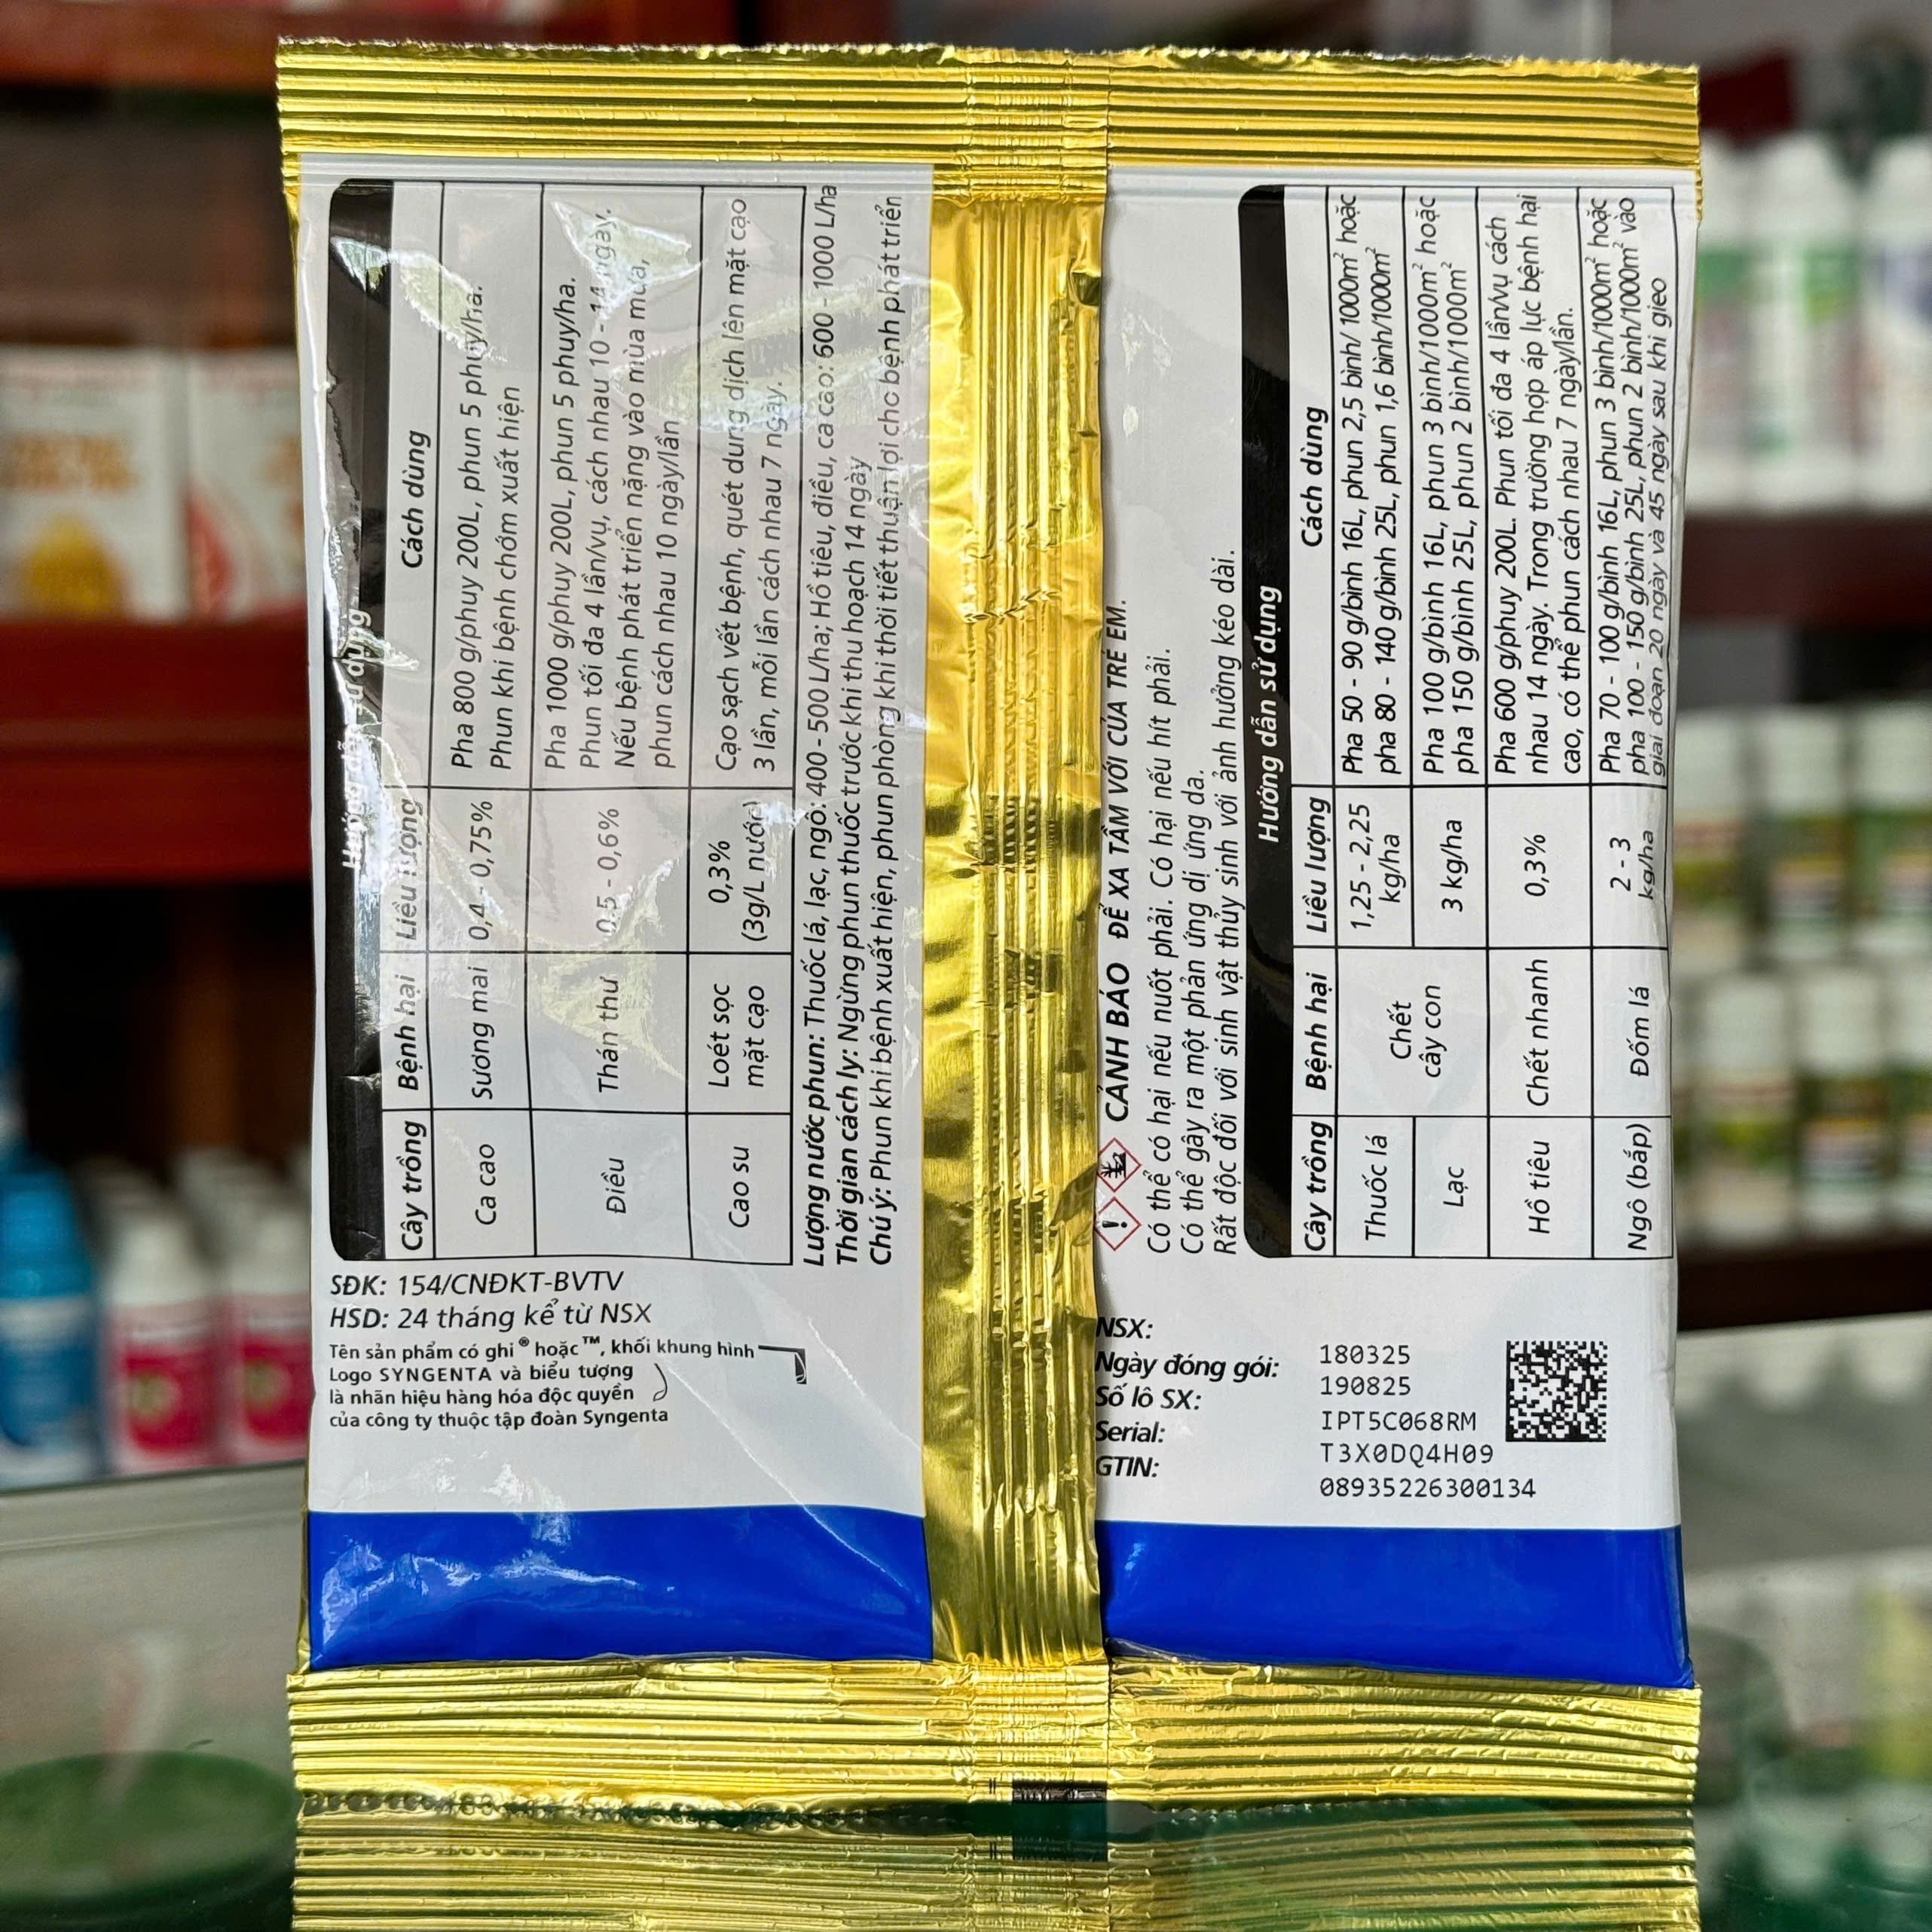 Hướng dẫn sử dụng
Cây trồng Bệnh hại Liều lượng Cách dùng
Ca cao Sương mai 0,4 - 0,75% Pha 800 g/phuy 200L, phun 5 phuy/ha.
Phun khi bệnh chớm xuất hiện
Điều Thán thư 0,5 - 0,6% Pha 1000 g/phuy 200L, phun 5 phuy/ha.
Phun tối đa 4 lần/vụ, cách nhau 10 - 14 ngày.
Nếu bệnh phát triển nặng vào mùa mưa,
phun cách nhau 10 ngày/lần
Cao su Loét sọc
mặt cạo
0,3%
(3g/L nước)
Cạo sạch vết bệnh, quét dung dịch lên mặt cạo
3 lần, mỗi lần cách nhau 7 ngày.
Lượng nước phun: Thuốc lá, lạc, ngô: 400 - 500 L/ha; Hồ tiêu, điều, ca cao: 600 - 1000 L/ha
Thời gian cách ly: Ngừng phun thuốc trước khi thu hoạch 14 ngày
Chú ý: Phun khi bệnh xuất hiện, phun phòng khi thời tiết thuận lợi cho bệnh phát triển
SĐK: 154/CNĐKT-BVTV
HSD: 24 tháng kể từ NSX
Tên sản phẩm có ghi ® hoặc ™, khối khung hình
Logo SYNGENTA và biểu tượng
là nhãn hiệu hàng hóa độc quyền
của công ty thuộc tập đoàn Syngenta
CẢNH BÁO ĐỂ XA TẦM VỚI CỦA TRẺ EM.
Có thể có hại nếu nuốt phải. Có hại nếu hít phải.
Có thể gây ra một phản ứng dị ứng da.
Rất độc đối với sinh vật thủy sinh với ảnh hưởng kéo dài.
Hướng dẫn sử dụng
Cây trồng Bệnh hại Liều lượng Cách dùng
Thuốc lá Chết
cây con
1,25 - 2,25
kg/ha
Pha 50 - 90 g/bình 16L, phun 2,5 bình/1000m² hoặc
pha 80 - 140 g/bình 25L, phun 1,6 bình/1000m²
Lạc 3 kg/ha Pha 100 g/bình 16L, phun 3 bình/1000m² hoặc
pha 150 g/bình 25L, phun 2 bình/1000m²
Hồ tiêu Chết nhanh 0,3% Pha 600 g/phuy 200L. Phun tối đa 4 lần/vụ cách
nhau 14 ngày. Trong trường hợp áp lực bệnh hại
cao, có thể phun cách nhau 7 ngày/lần.
Ngô (bắp) Đốm lá 2 - 3
kg/ha
Pha 70 - 100 g/bình 16L, phun 3 bình/1000m² hoặc
pha 100 - 150 g/bình 25L, phun 2 bình/1000m² vào
giai đoạn 20 ngày và 45 ngày sau khi gieo
NSX: 180325
Ngày đóng gói: 190825
Số lô SX: IPT5C068RM
Serial: T3X0DQ4H09
GTIN: 08935226300134